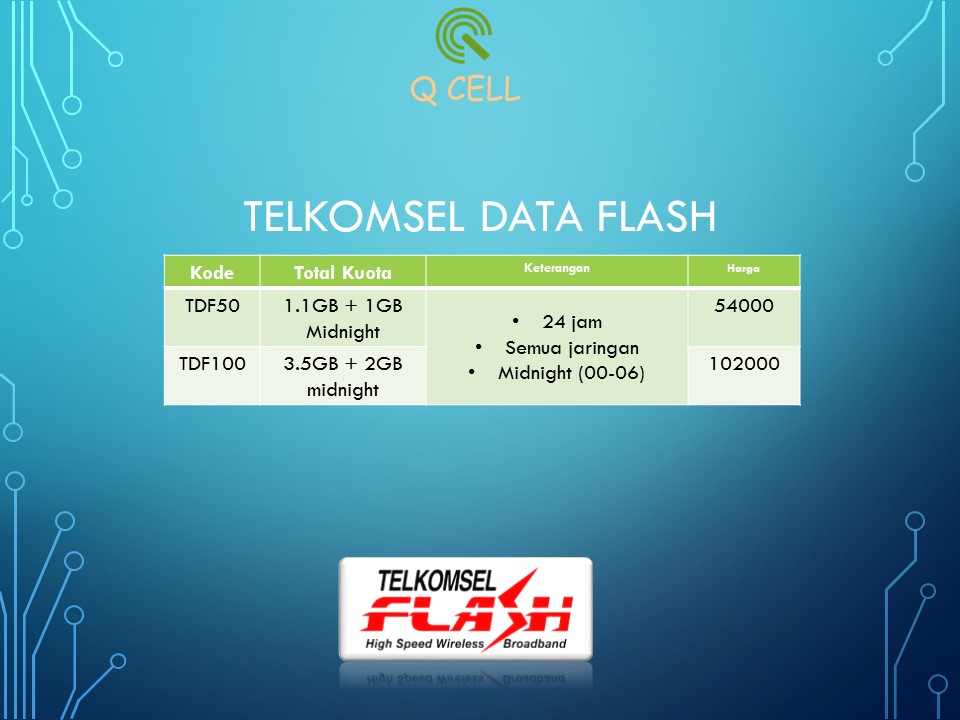 Q CELL
TELKOMSEL DATA FLASH
Kode Total Kuota Keterangan Harga
TDF50 1.1GB + 1GB Midnight • 24 jam • Semua jaringan • Midnight (00-06) 54000
TDF100 3.5GB + 2GB midnight 102000
TELKOMSEL
FLASH
High Speed Wireless Broadband